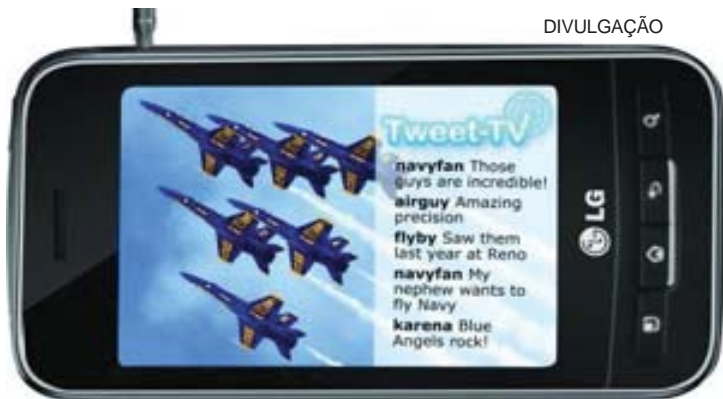 DIVULGAÇÃO
Tweet-TV
navyfan Those
guys are incredible!
airguy Amazing
precision
flyby Saw them
last year at Reno
navyfan My
nephew wants to
fly Navy
karena Blue
Angels rock!
LG